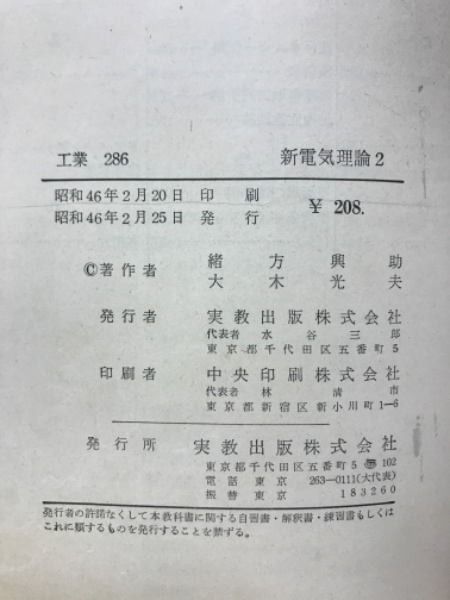 工業 286 新電気理論2
昭和46年2月20日 印刷
昭和46年2月25日 発行
¥ 208.
©著作者 緒方興助
大木光夫
発行者 実教出版株式会社
代表者 水谷三郎
東京都千代田区五番町5
印刷者 中央印刷株式会社
代表者 林清市
東京都新宿区新小川町1-6
発行所 実教出版株式会社
東京都千代田区五番町5 102
電話東京 263-0111(大代表)
振替東京 183260
発行者の許諾なくして本教科書に関する自習書・解釈書・練習書もしくは
これに類するものを発行することを禁ずる。